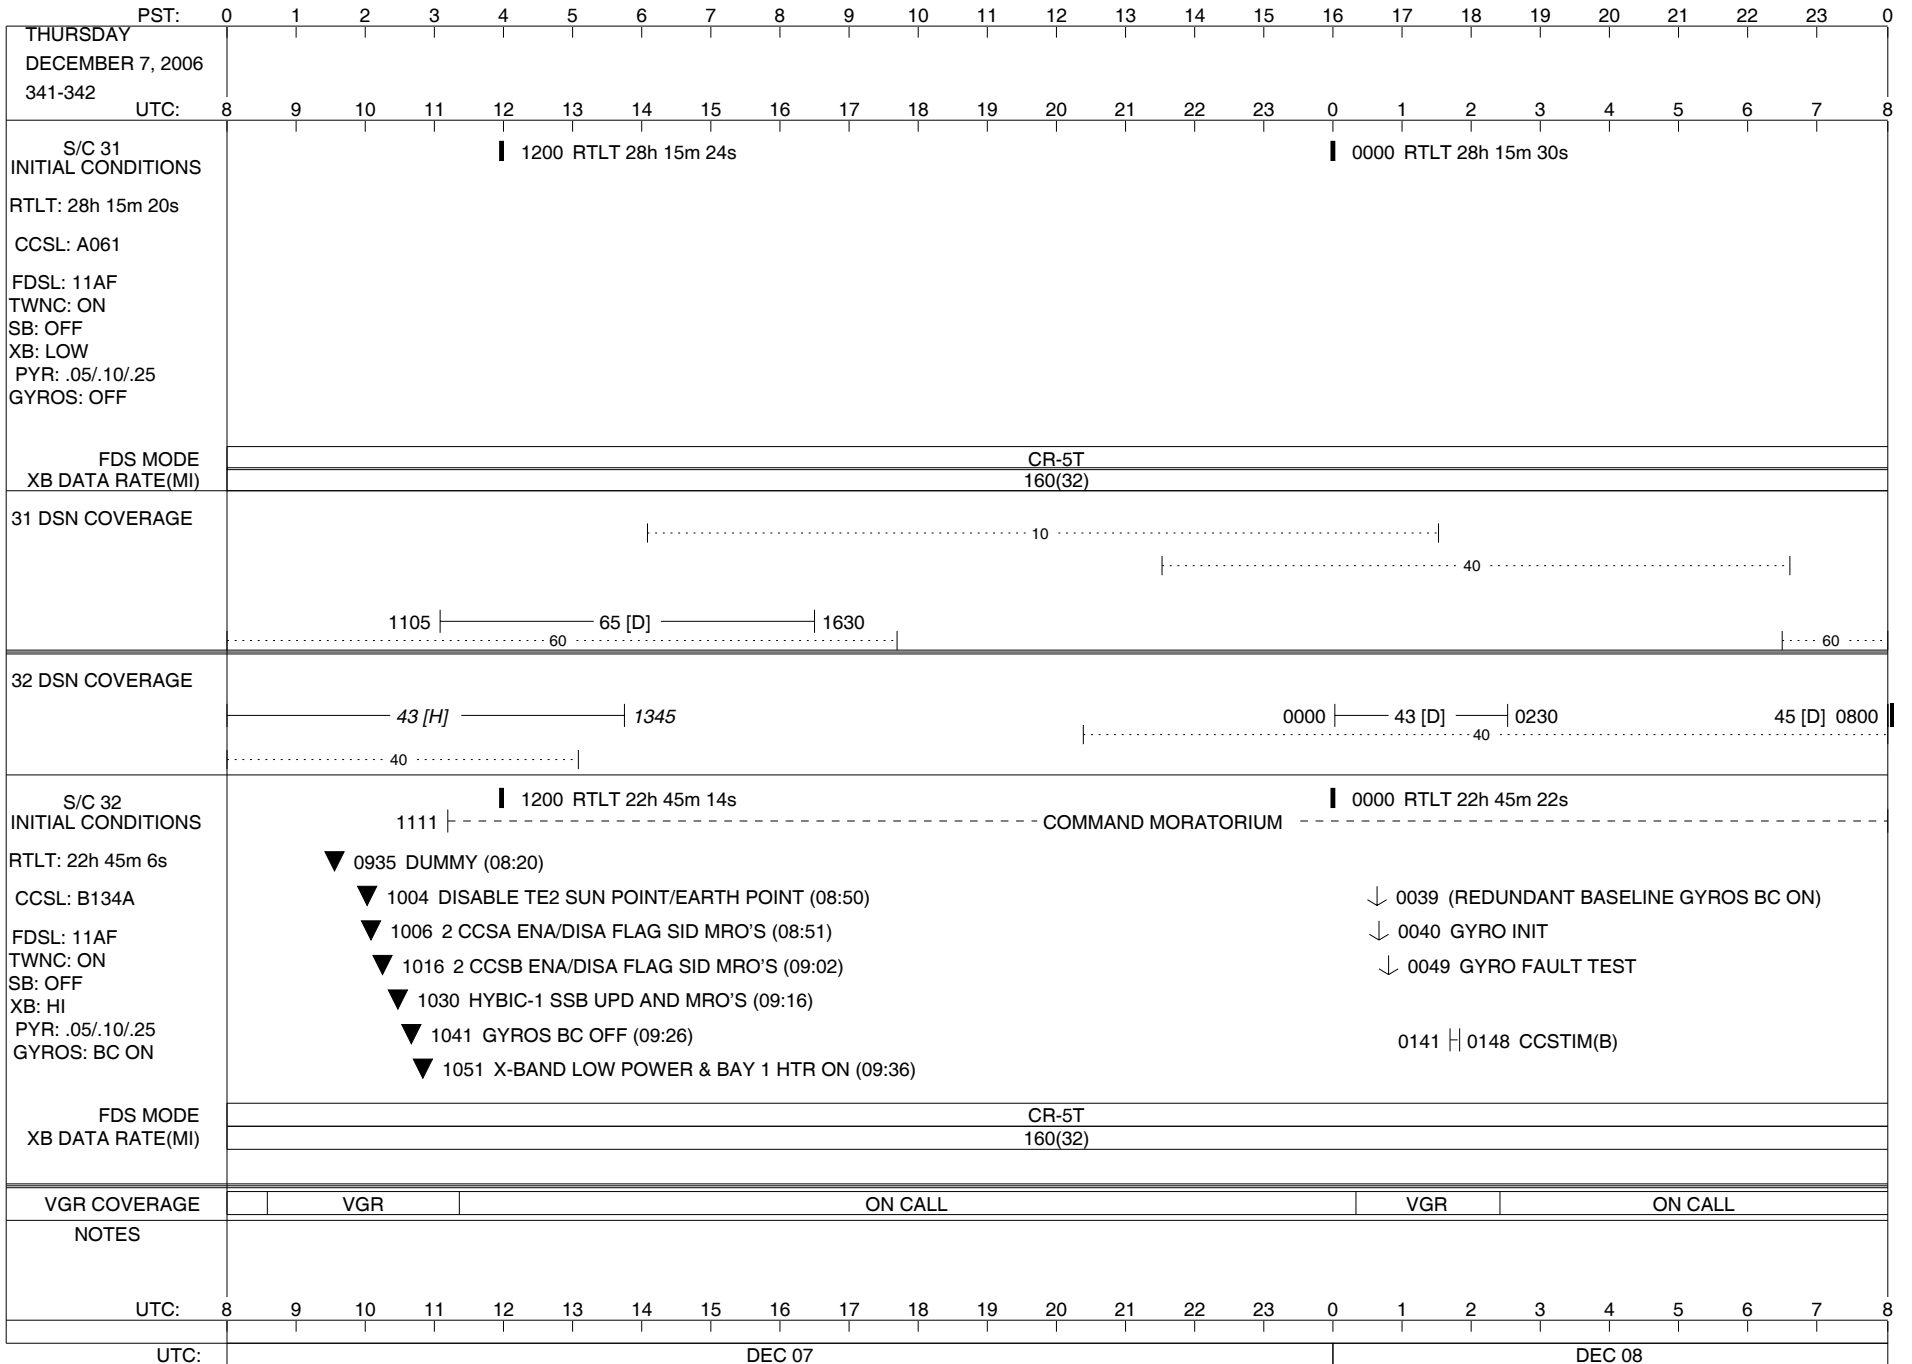 PST: 0 1 2 3 4 5 6 7 8 9 10 11 12 13 14 15 16 17 18 19 20 21 22 23 0
THURSDAY
DECEMBER 7, 2006
341-342
UTC: 8 9 10 11 12 13 14 15 16 17 18 19 20 21 22 23 0 1 2 3 4 5 6 7 8
S/C 31
INITIAL CONDITIONS
1200 RTLT 28h 15m 24s
0000 RTLT 28h 15m 30s
RTLT: 28h 15m 20s
CCSL: A061
FDSL: 11AF
TWNC: ON
SB: OFF
XB: LOW
PYR: .05/.10/.25
GYROS: OFF
FDS MODE CR-5T
XB DATA RATE(MI) 160(32)
31 DSN COVERAGE
10
40
1105 65 [D] 1630
60 60
32 DSN COVERAGE
43 [H] 1345 0000 43 [D] 0230 45 [D] 0800
40
40
S/C 32
INITIAL CONDITIONS
1200 RTLT 22h 45m 14s
0000 RTLT 22h 45m 22s
1111 COMMAND MORATORIUM
RTLT: 22h 45m 6s
CCSL: B134A
FDSL: 11AF
TWNC: ON
SB: OFF
XB: HI
PYR: .05/.10/.25
GYROS: BC ON
0935 DUMMY (08:20)
1004 DISABLE TE2 SUN POINT/EARTH POINT (08:50)
1006 2 CCSA ENA/DISA FLAG SID MRO'S (08:51)
1016 2 CCSB ENA/DISA FLAG SID MRO'S (09:02)
1030 HYBIC-1 SSB UPD AND MRO'S (09:16)
1041 GYROS BC OFF (09:26)
1051 X-BAND LOW POWER & BAY 1 HTR ON (09:36)
0039 (REDUNDANT BASELINE GYROS BC ON)
0040 GYRO INIT
0049 GYRO FAULT TEST
0141 0148 CCSTIM(B)
FDS MODE CR-5T
XB DATA RATE(MI) 160(32)
VGR COVERAGE VGR ON CALL VGR ON CALL
NOTES
UTC: 8 9 10 11 12 13 14 15 16 17 18 19 20 21 22 23 0 1 2 3 4 5 6 7 8
UTC: DEC 07 DEC 08